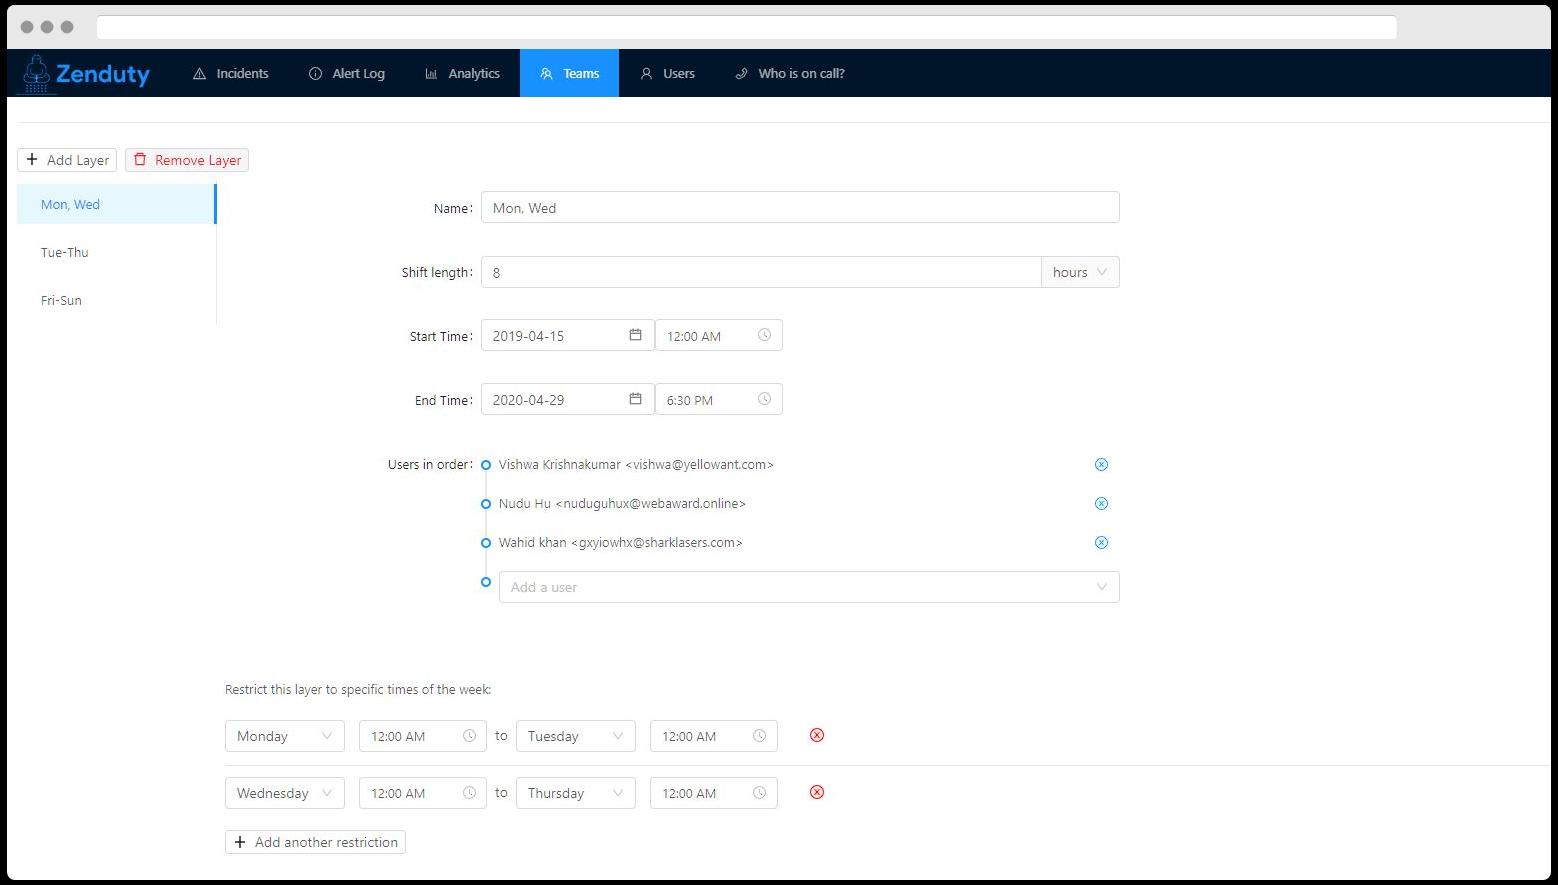 Zenduty Incidents Alert Log Analytics Teams Users Who is on call?
+ Add Layer Remove Layer
Mon, Wed
Tue-Thu
Fri-Sun
Name: Mon, Wed
Shift length: 8 hours
Start Time: 2019-04-15 12:00 AM
End Time: 2020-04-29 6:30 PM
Users in order: Vishwa Krishnakumar <vishwa@yellowant.com>
Nudu Hu <nuduguhux@webaward.online>
Wahid khan <gxyiowhx@sharklasers.com>
Add a user
Restrict this layer to specific times of the week:
Monday 12:00 AM to Tuesday 12:00 AM
Wednesday 12:00 AM to Thursday 12:00 AM
+ Add another restriction